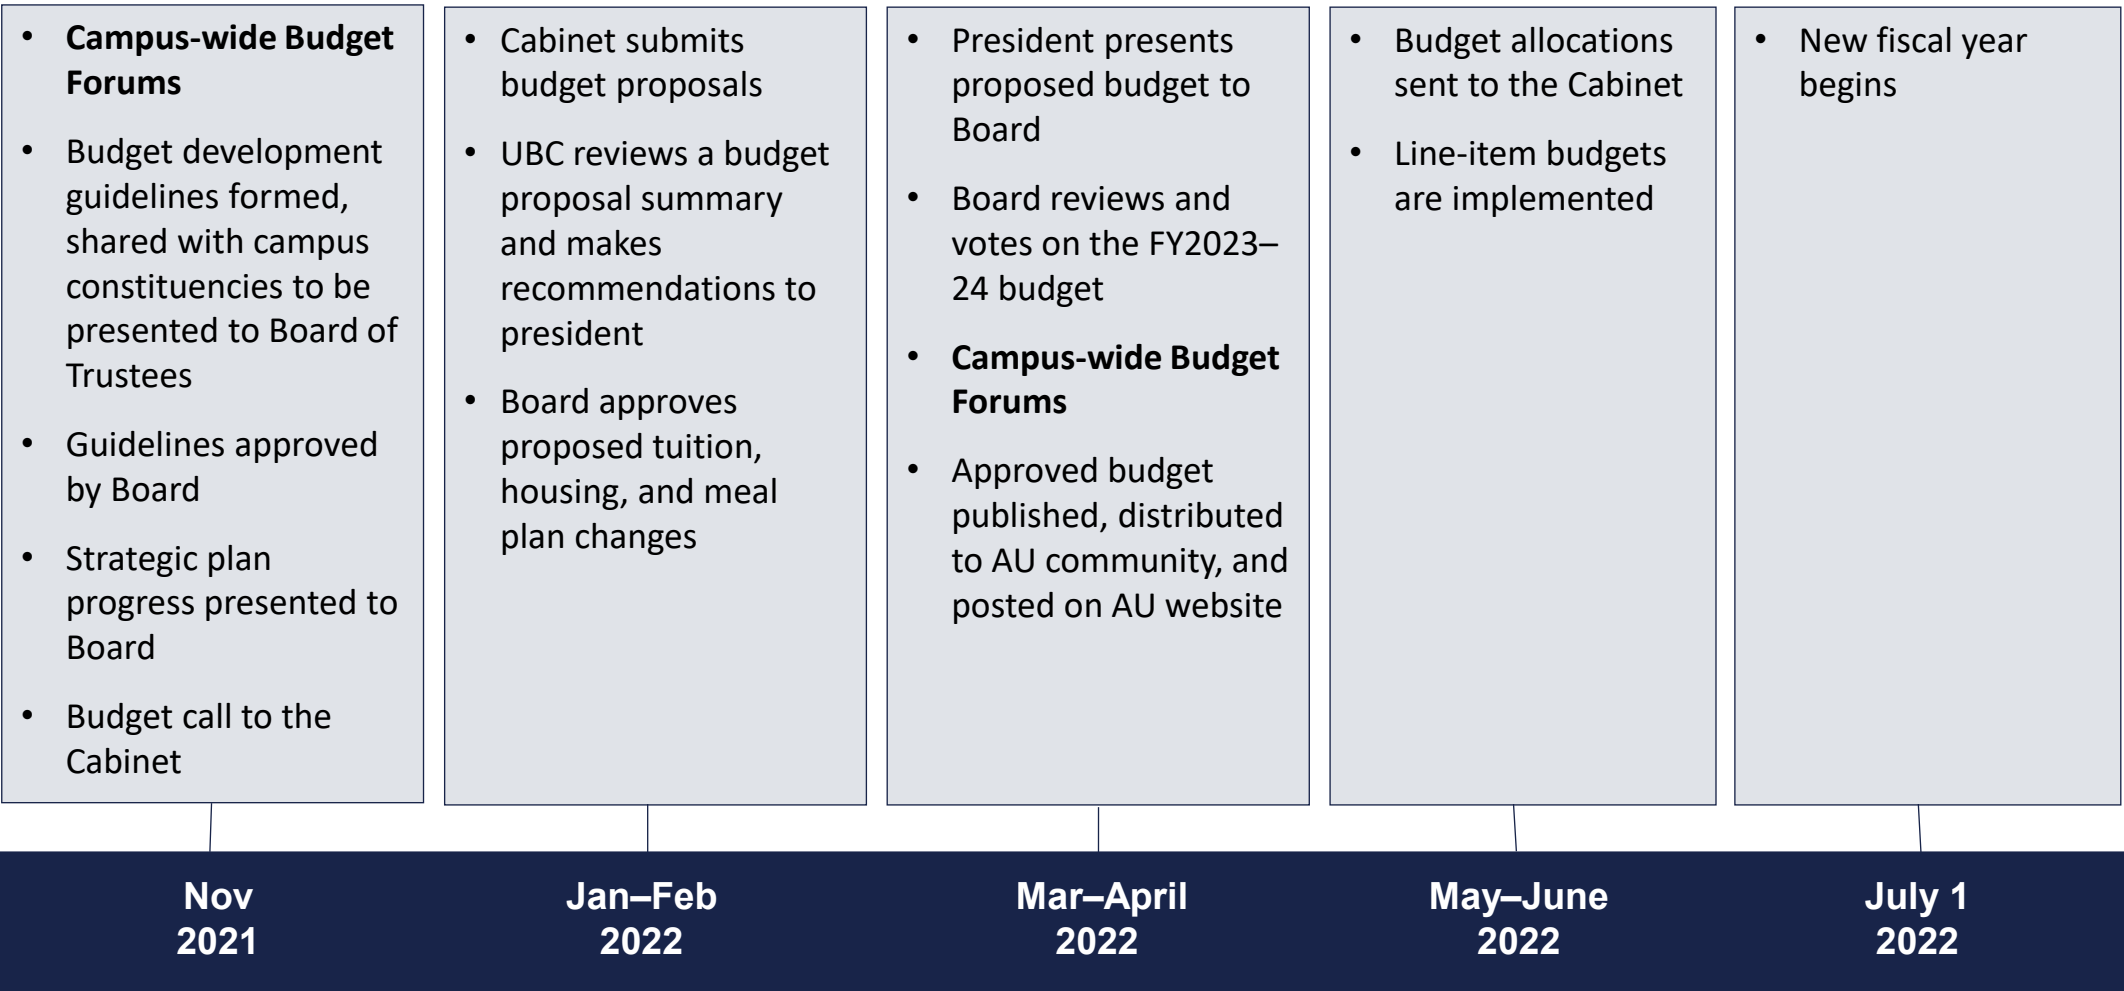 • Campus-wide Budget
Forums
• Budget development
guidelines formed,
shared with campus
constituencies to be
presented to Board of
Trustees
• Guidelines approved
by Board
• Strategic plan
progress presented to
Board
• Budget call to the
Cabinet
Nov
2021
• Cabinet submits
budget proposals
• UBC reviews a budget
proposal summary
and makes
recommendations to
president
• Board approves
proposed tuition,
housing, and meal
plan changes
Jan–Feb
2022
• President presents
proposed budget to
Board
• Board reviews and
votes on the FY2023–
24 budget
• Campus-wide Budget
Forums
• Approved budget
published, distributed
to AU community, and
posted on AU website
Mar–April
2022
• Budget allocations
sent to the Cabinet
• Line-item budgets
are implemented
May–June
2022
• New fiscal year
begins
July 1
2022